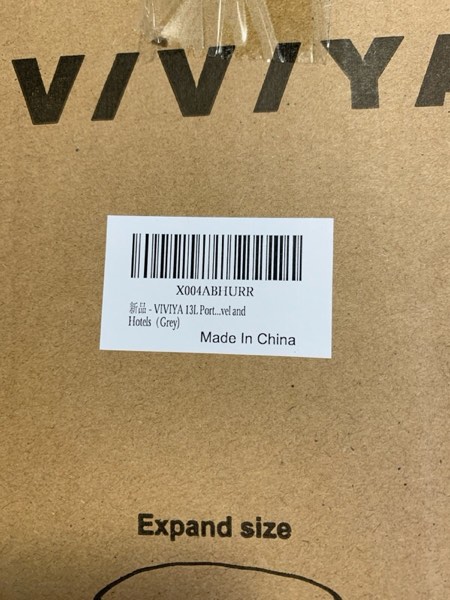 VIVIYA
X004ABHURR
新品 - VIVIYA 13L Port...vel and
Hotels（Grey)
Made In China
Expand size